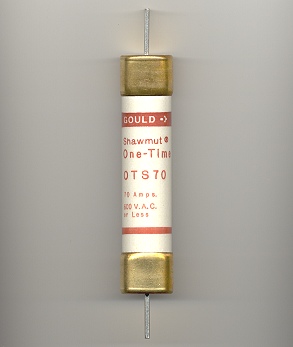 GOULD
Shawmut®
One-Time
OTS70
70 Amps.
600 V.A.C.
or Less